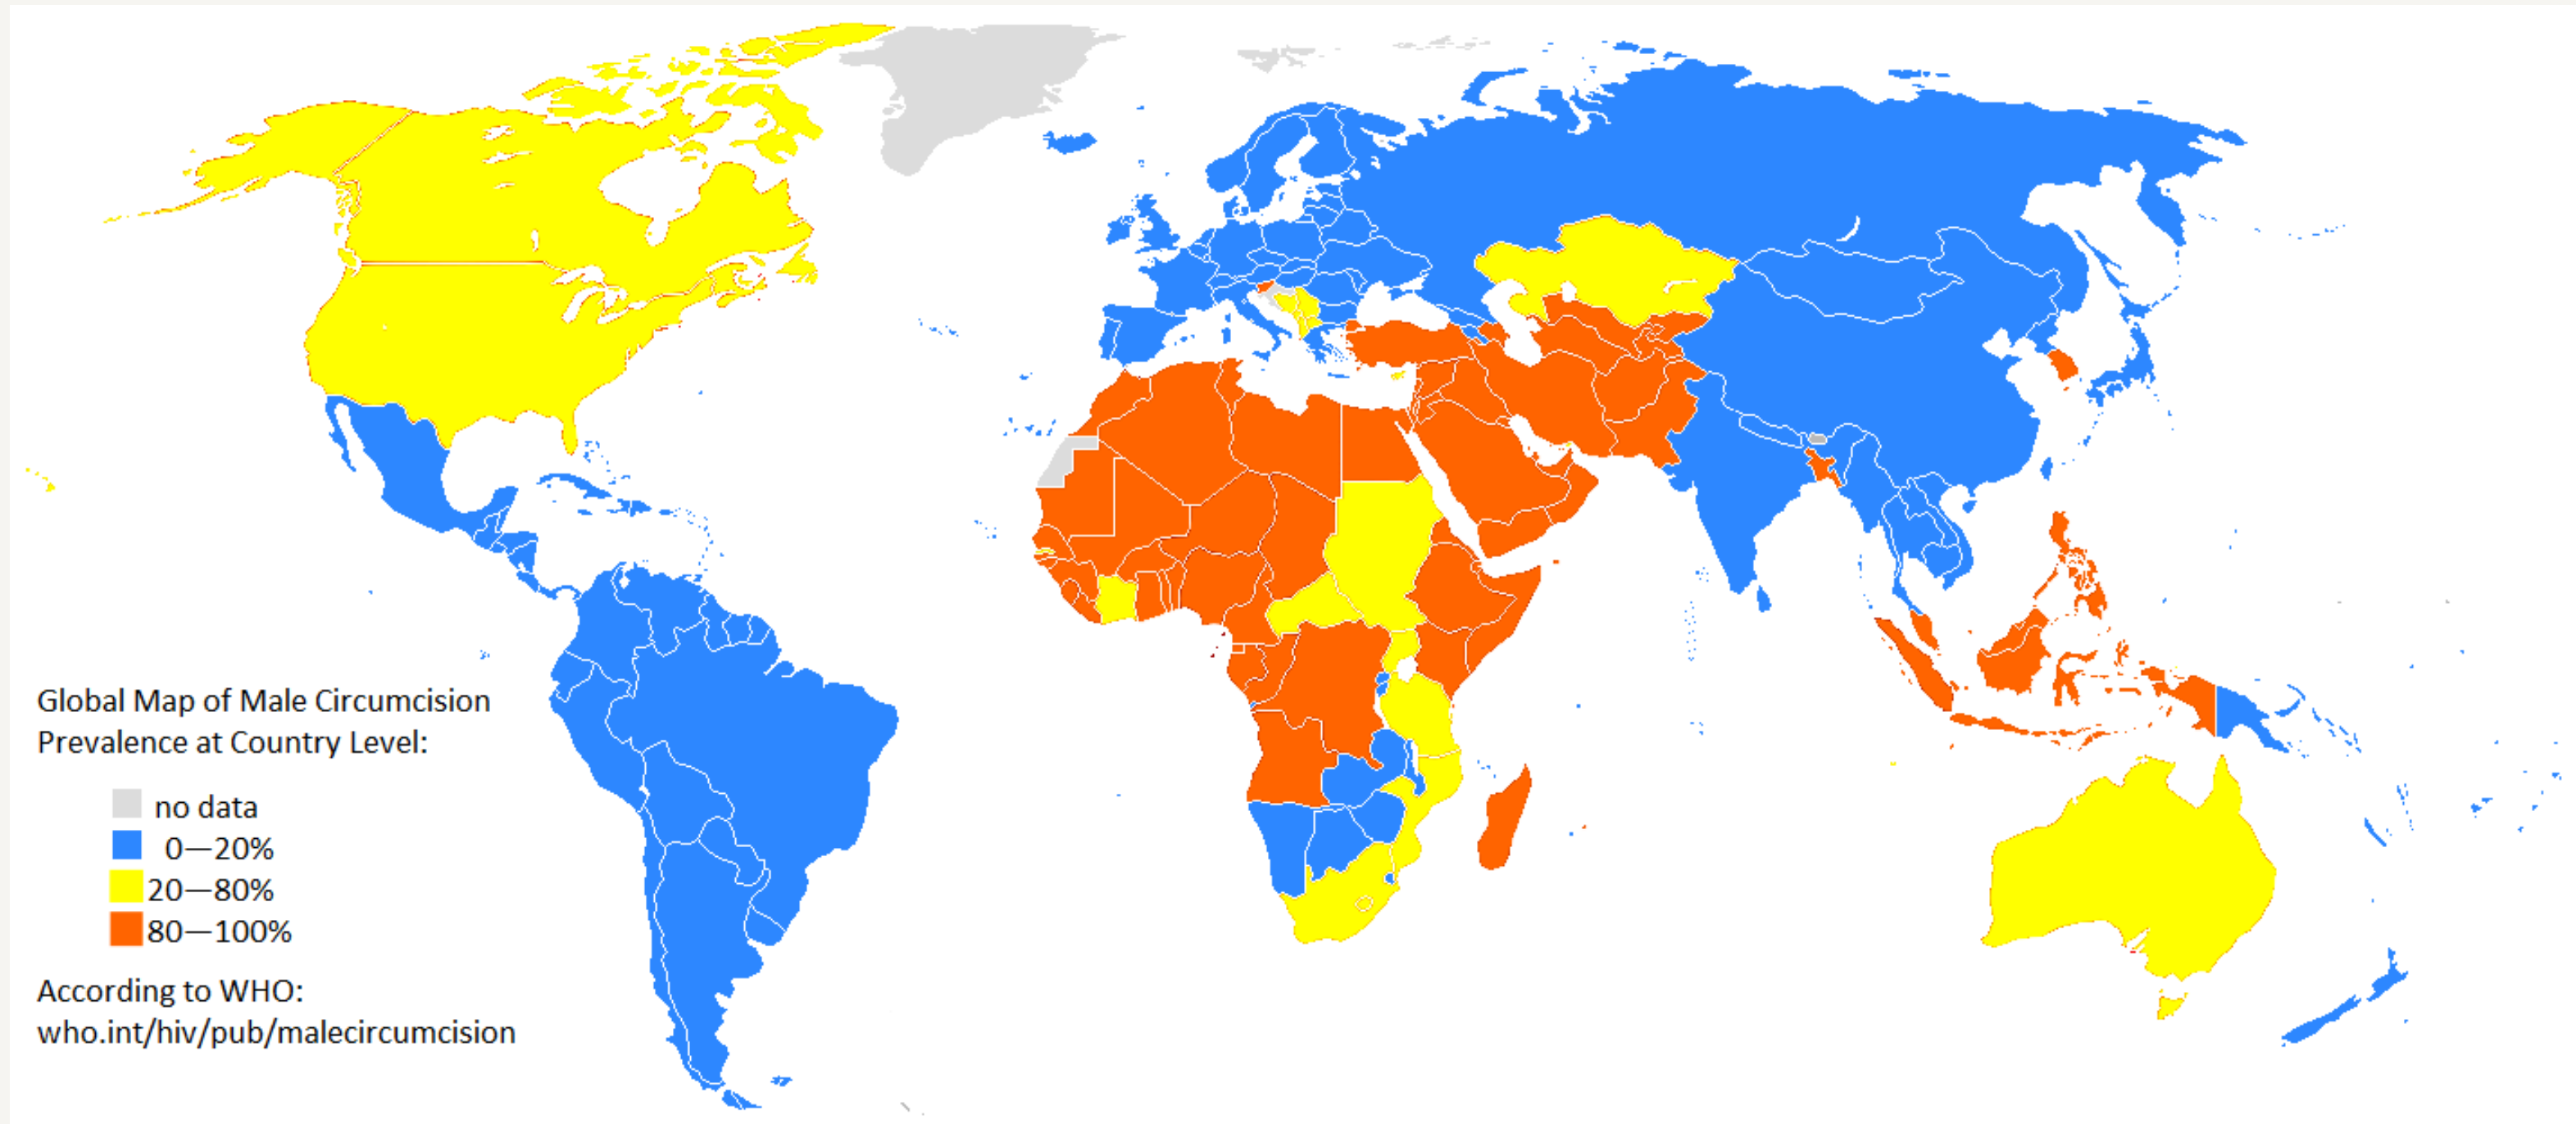 Global Map of Male Circumcision
Prevalence at Country Level:
no data
0—20%
20—80%
80—100%
According to WHO:
who.int/hiv/pub/malecircumcision